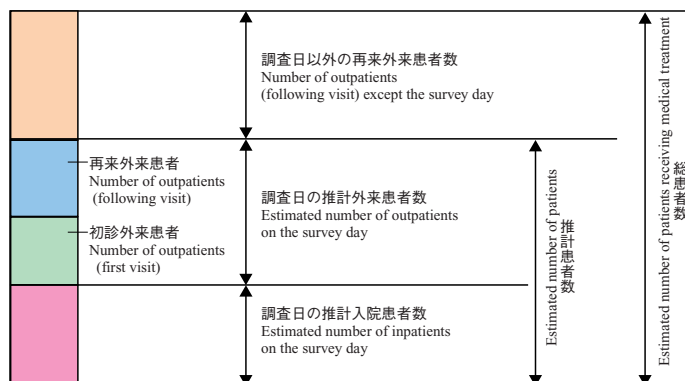 調査日以外の再来外来患者数
Number of outpatients
(following visit) except the survey day
再来外来患者
Number of outpatients
(following visit)
調査日の推計外来患者数
Estimated number of outpatients
on the survey day
初診外来患者
Number of outpatients
(first visit)
調査日の推計入院患者数
Estimated number of inpatients
on the survey day
推計患者数
Estimated number of patients
総患者数
Estimated number of patients receiving medical treatment